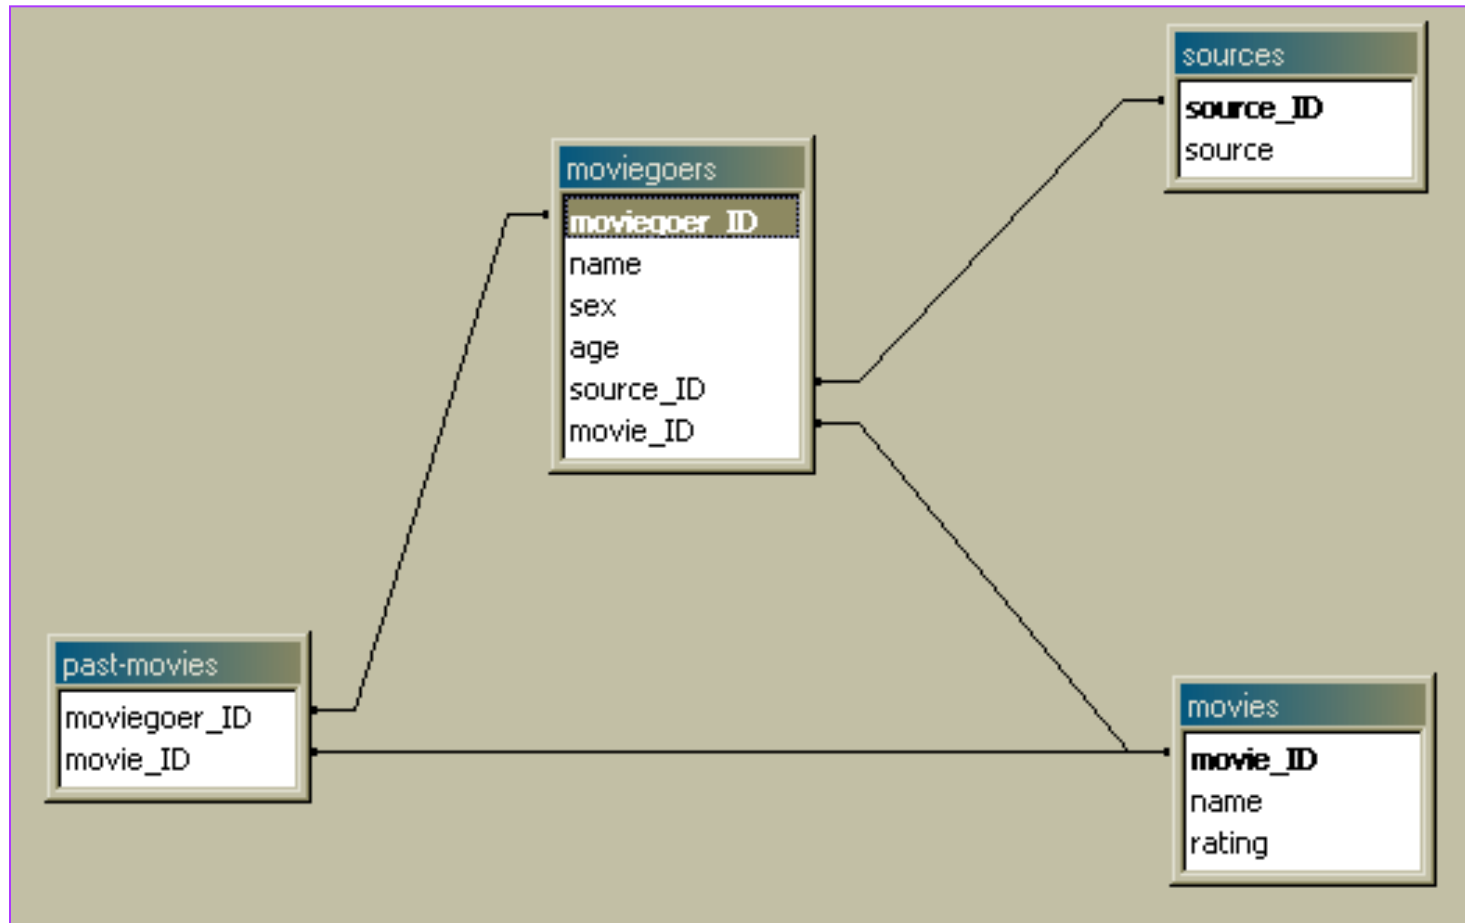 sources
source_ID
source
moviegoers
moviegoer_ID
name
sex
age
source_ID
movie_ID
past-movies
moviegoer_ID
movie_ID
movies
movie_ID
name
rating